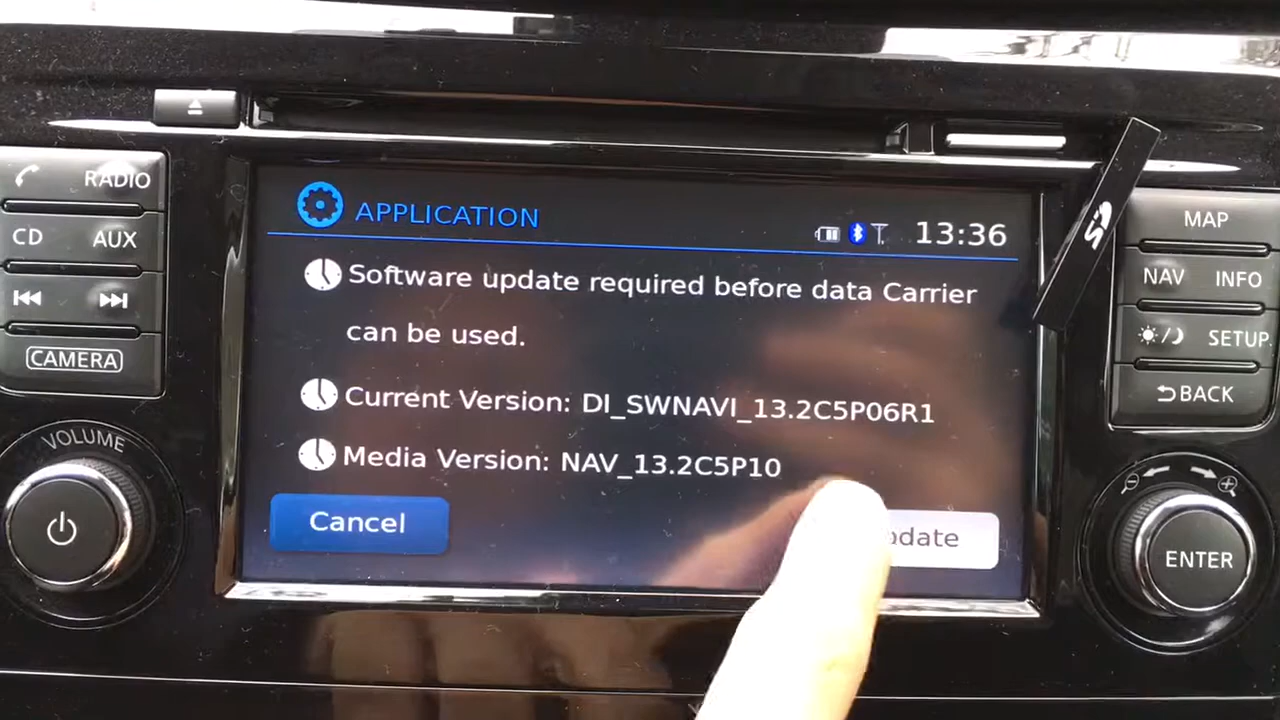 RADIO
CD AUX
CAMERA
VOLUME
APPLICATION
13:36
Software update required before data Carrier
can be used.
Current Version: DI_SWNAVI_13.2C5P06R1
Media Version: NAV_13.2C5P10
Cancel
MAP
NAV INFO
SETUP
BACK
ENTER